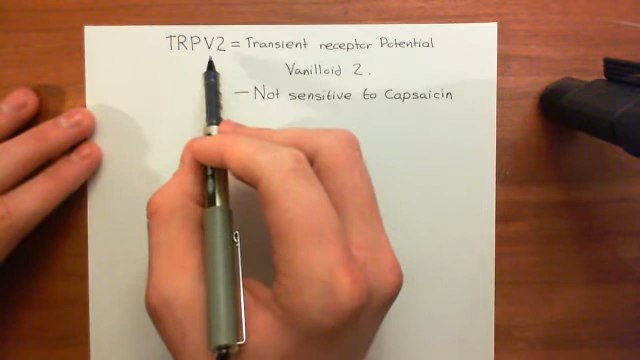 TRPV2 = Transient receptor Potential
Vanilloid 2.
— Not sensitive to Capsaicin